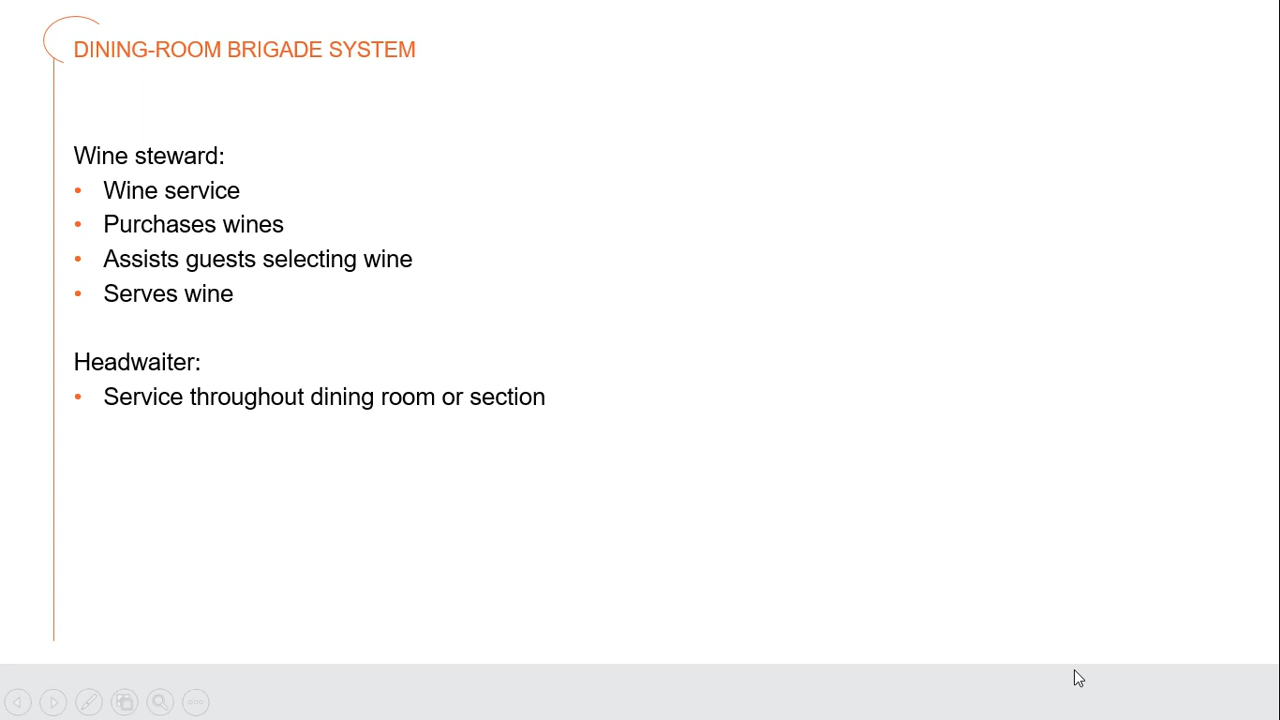 DINING-ROOM BRIGADE SYSTEM
Wine steward:
• Wine service
• Purchases wines
• Assists guests selecting wine
• Serves wine
Headwaiter:
• Service throughout dining room or section